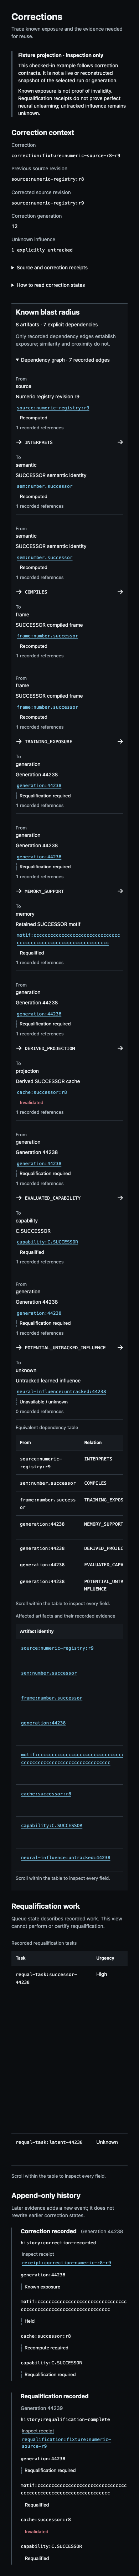 Corrections
Trace known exposure and the evidence needed
for reuse.
Fixture projection · Inspection only
This checked-in example follows correction
contracts. It is not a live or reconstructed
snapshot of the selected run or generation.
Known exposure is not proof of invalidity.
Requalification records do not prove perfect
neural unlearning; untracked influence remains
unknown.
Correction context
Correction
correction:fixture:numeric-source-r8-r9
Previous source revision
source:numeric-registry:r8
Corrected source revision
source:numeric-registry:r9
Correction generation
12
Unknown influence
1 explicitly untracked
▶ Source and correction receipts
▶ How to read correction states
Known blast radius
8 artifacts · 7 explicit dependencies
Only recorded dependency edges establish
exposure; similarity and proximity do not.
▼ Dependency graph · 7 recorded edges
From
source
Numeric registry revision r9
source:numeric-registry:r9
Recomputed
1 recorded references
→ INTERPRETS →
To
semantic
SUCCESSOR semantic identity
sem:number.successor
Recomputed
1 recorded references
From
semantic
SUCCESSOR semantic identity
sem:number.successor
Recomputed
1 recorded references
→ COMPILES →
To
frame
SUCCESSOR compiled frame
frame:number.successor
Recomputed
1 recorded references
From
frame
SUCCESSOR compiled frame
frame:number.successor
Recomputed
1 recorded references
→ TRAINING_EXPOSURE →
To
generation
Generation 44238
generation:44238
Requalification required
1 recorded references
From
generation
Generation 44238
generation:44238
Requalification required
1 recorded references
→ MEMORY_SUPPORT →
To
memory
Retained SUCCESSOR motif
Requalified
1 recorded references
From
generation
Generation 44238
generation:44238
Requalification required
1 recorded references
→ DERIVED_PROJECTION →
To
projection
Derived SUCCESSOR cache
cache:successor:r8
Invalidated
1 recorded references
From
generation
Generation 44238
generation:44238
Requalification required
1 recorded references
→ EVALUATED_CAPABILITY →
To
capability
C.SUCCESSOR
capability:C.SUCCESSOR
Requalified
1 recorded references
From
generation
Generation 44238
generation:44238
Requalification required
1 recorded references
→ POTENTIAL_UNTRACKED_INFLUENCE →
To
unknown
Untracked learned influence
neural-influence:untracked:44238
Unavailable / unknown
0 recorded references
Equivalent dependency table
From Relation
source:numeric- INTERPRETS
registry:r9
sem:number.successor COMPILES
frame:number.success TRAINING_EXPOS
or
generation:44238 MEMORY_SUPPORT
generation:44238 DERIVED_PROJEC
generation:44238 EVALUATED_CAPA
generation:44238 POTENTIAL_UNTR
NFLUENCE
Scroll within the table to inspect every field.
Affected artifacts and their recorded evidence
Artifact identity
source:numeric-registry:r9
sem:number.successor
frame:number.successor
generation:44238
cache:successor:r8
capability:C.SUCCESSOR
neural-influence:untracked:44238
Scroll within the table to inspect every field.
Requalification work
Queue state describes recorded work. This view
cannot perform or certify requalification.
Recorded requalification tasks
Task Urgency
requal-task:successor- High
44238
requal-task:latent-44238 Unknown
Scroll within the table to inspect every field.
Append-only history
Later evidence adds a new event; it does not
rewrite earlier correction states.
Correction recorded Generation 44238
history:correction-recorded
Inspect receipt
receipt:correction-numeric-r8-r9
generation:44238
Known exposure
Held
cache:successor:r8
Recompute required
capability:C.SUCCESSOR
Requalification required
Requalification recorded
Generation 44239
history:requalification-complete
Inspect receipt
requalification:fixture:numeric-
source-r9
generation:44238
Requalification required
Requalified
cache:successor:r8
Invalidated
capability:C.SUCCESSOR
Requalified